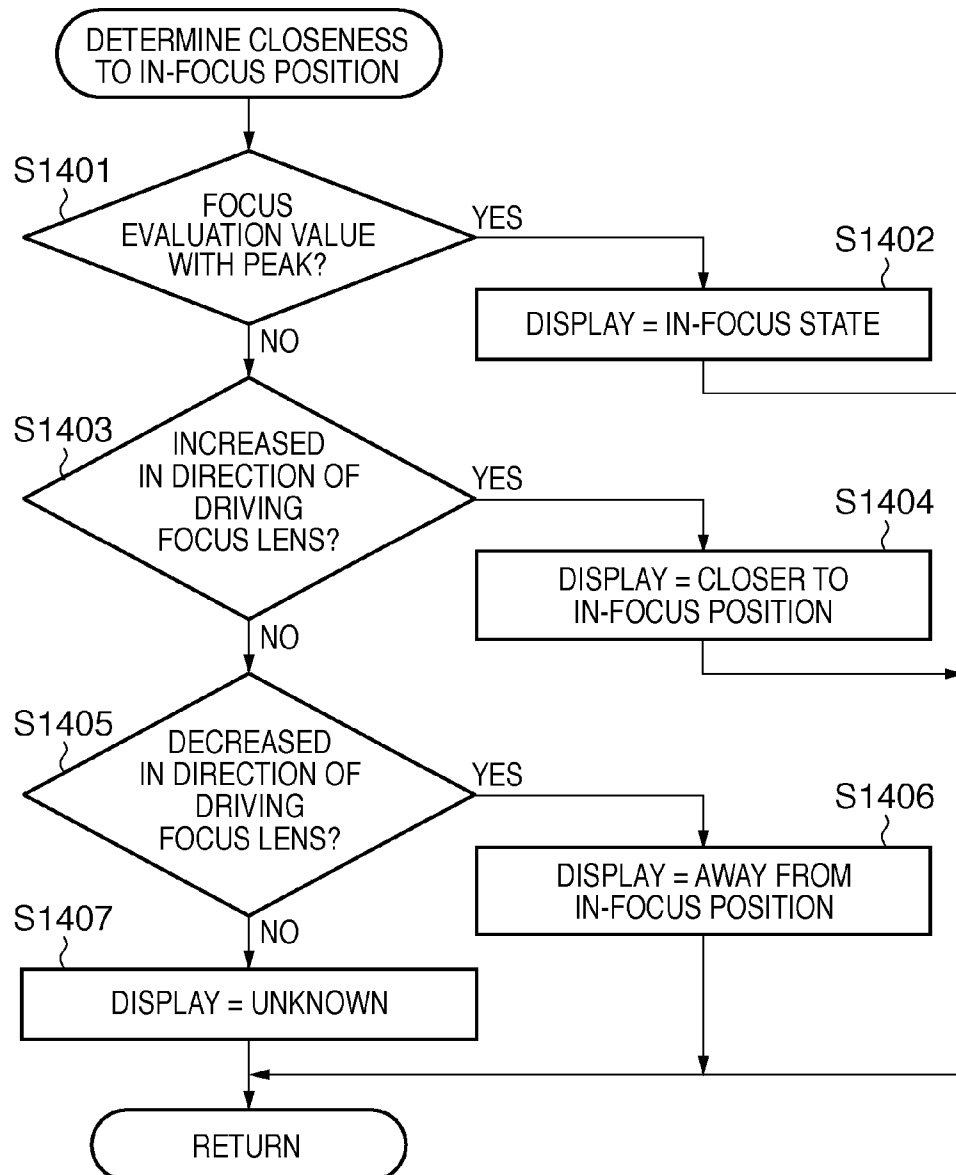 DETERMINE CLOSENESS
TO IN-FOCUS POSITION
S1401
FOCUS
EVALUATION VALUE
WITH PEAK?
YES
S1402
DISPLAY = IN-FOCUS STATE
NO
S1403
INCREASED
IN DIRECTION OF
DRIVING
FOCUS LENS?
YES
S1404
DISPLAY = CLOSER TO
IN-FOCUS POSITION
NO
S1405
DECREASED
IN DIRECTION OF
DRIVING
FOCUS LENS?
YES
S1406
DISPLAY = AWAY FROM
IN-FOCUS POSITION
NO
S1407
DISPLAY = UNKNOWN
RETURN